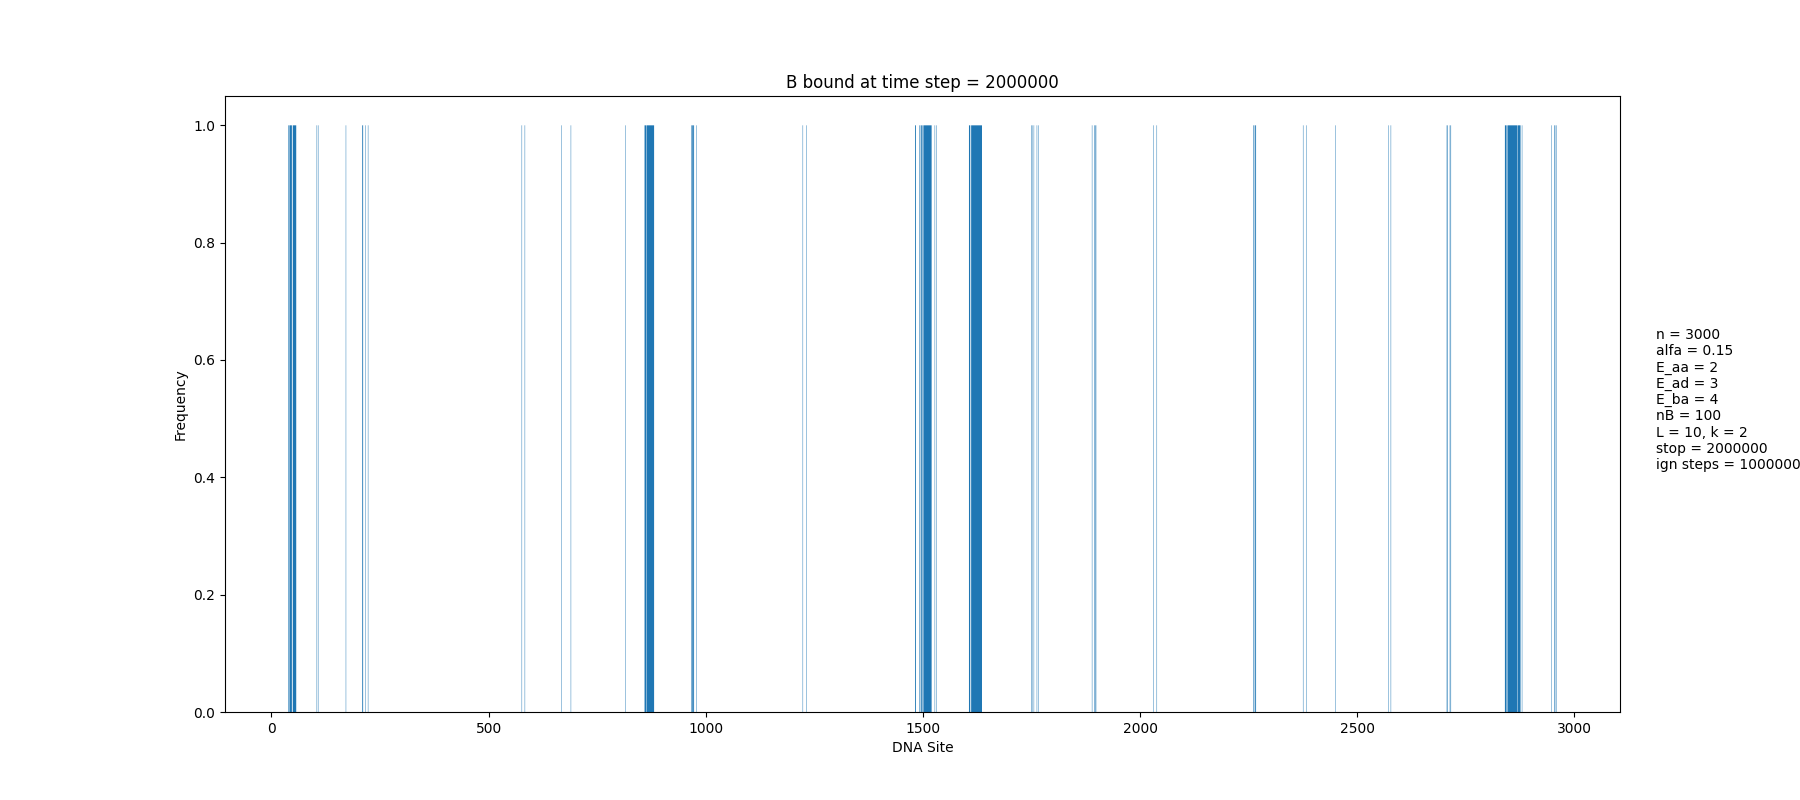 B bound at time step = 2000000
1.0
0.8
0.6
0.4
0.2
0.0
Frequency
0 500 1000 1500 2000 2500 3000
DNA Site
n = 3000
alfa = 0.15
E_aa = 2
E_ad = 3
E_ba = 4
nB = 100
L = 10, k = 2
stop = 2000000
ign steps = 1000000